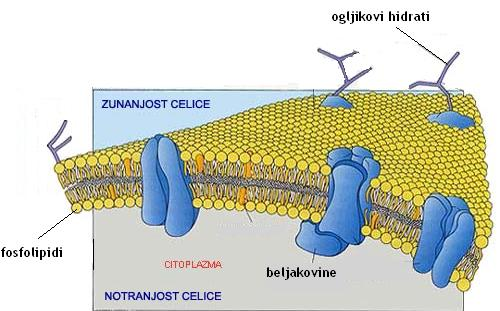 ogljikovi hidrati
ZUNANJOST CELICE
fosfolipidi
CITOPLAZMA
beljakovine
NOTRANJOST CELICE